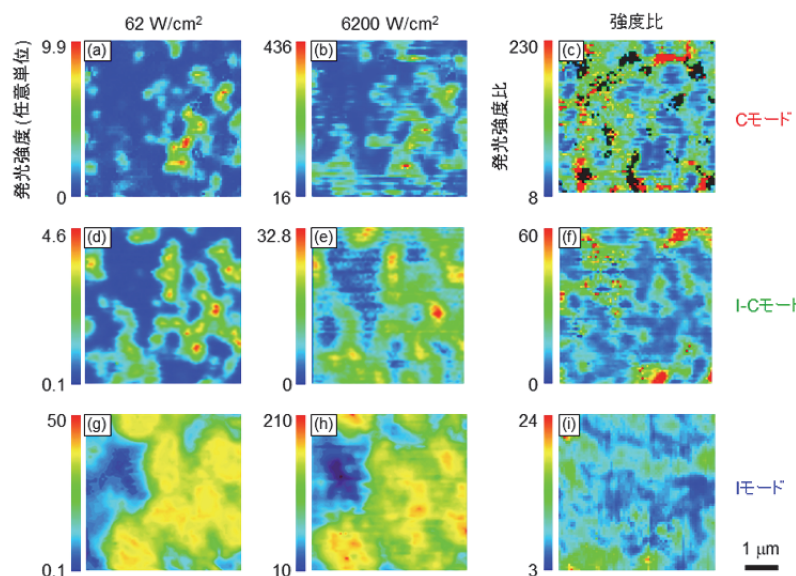 62 W/cm²
6200 W/cm²
強度比
発光強度 (任意単位)
9.9
0
(a)
436
16
(b)
発光強度比
230
8
(c)
Cモード
4.6
0.1
(d)
32.8
0
(e)
60
8
(f)
I-Cモード
50
0.1
(g)
210
10
(h)
24
3
(i)
Iモード
1 μm